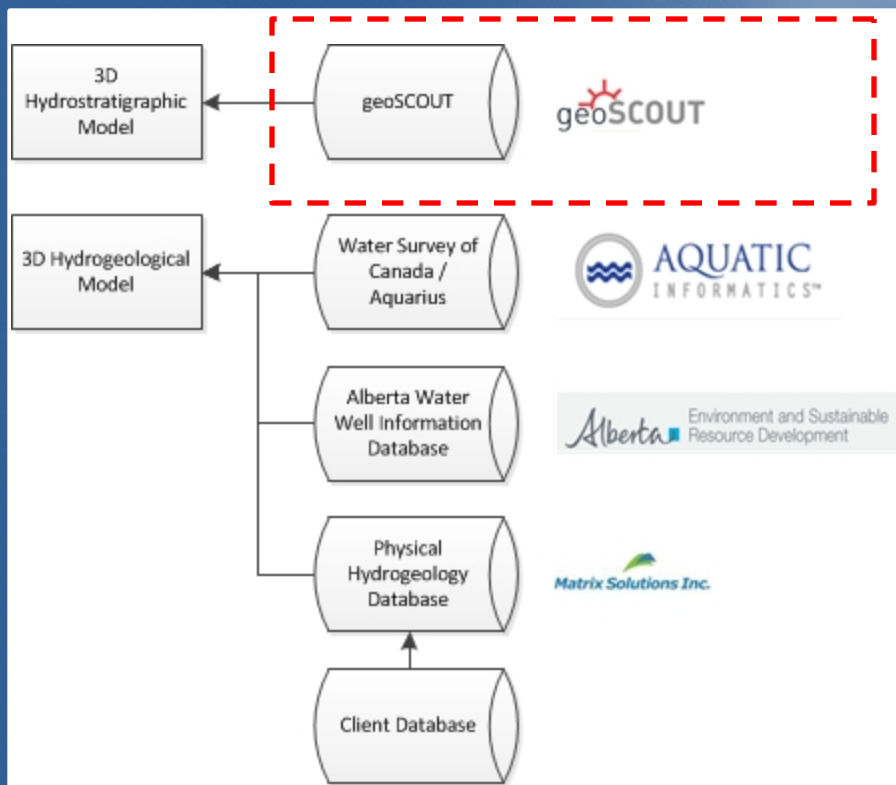 3D
Hydrostratigraphic
Model
geoSCOUT
geoSCOUT
3D Hydrogeological
Model
Water Survey of
Canada /
Aquarius
AQUATIC
INFORMATICS™
Alberta Water
Well Information
Database
Alberta
Environment and Sustainable
Resource Development
Physical
Hydrogeology
Database
Matrix Solutions Inc.
Client Database